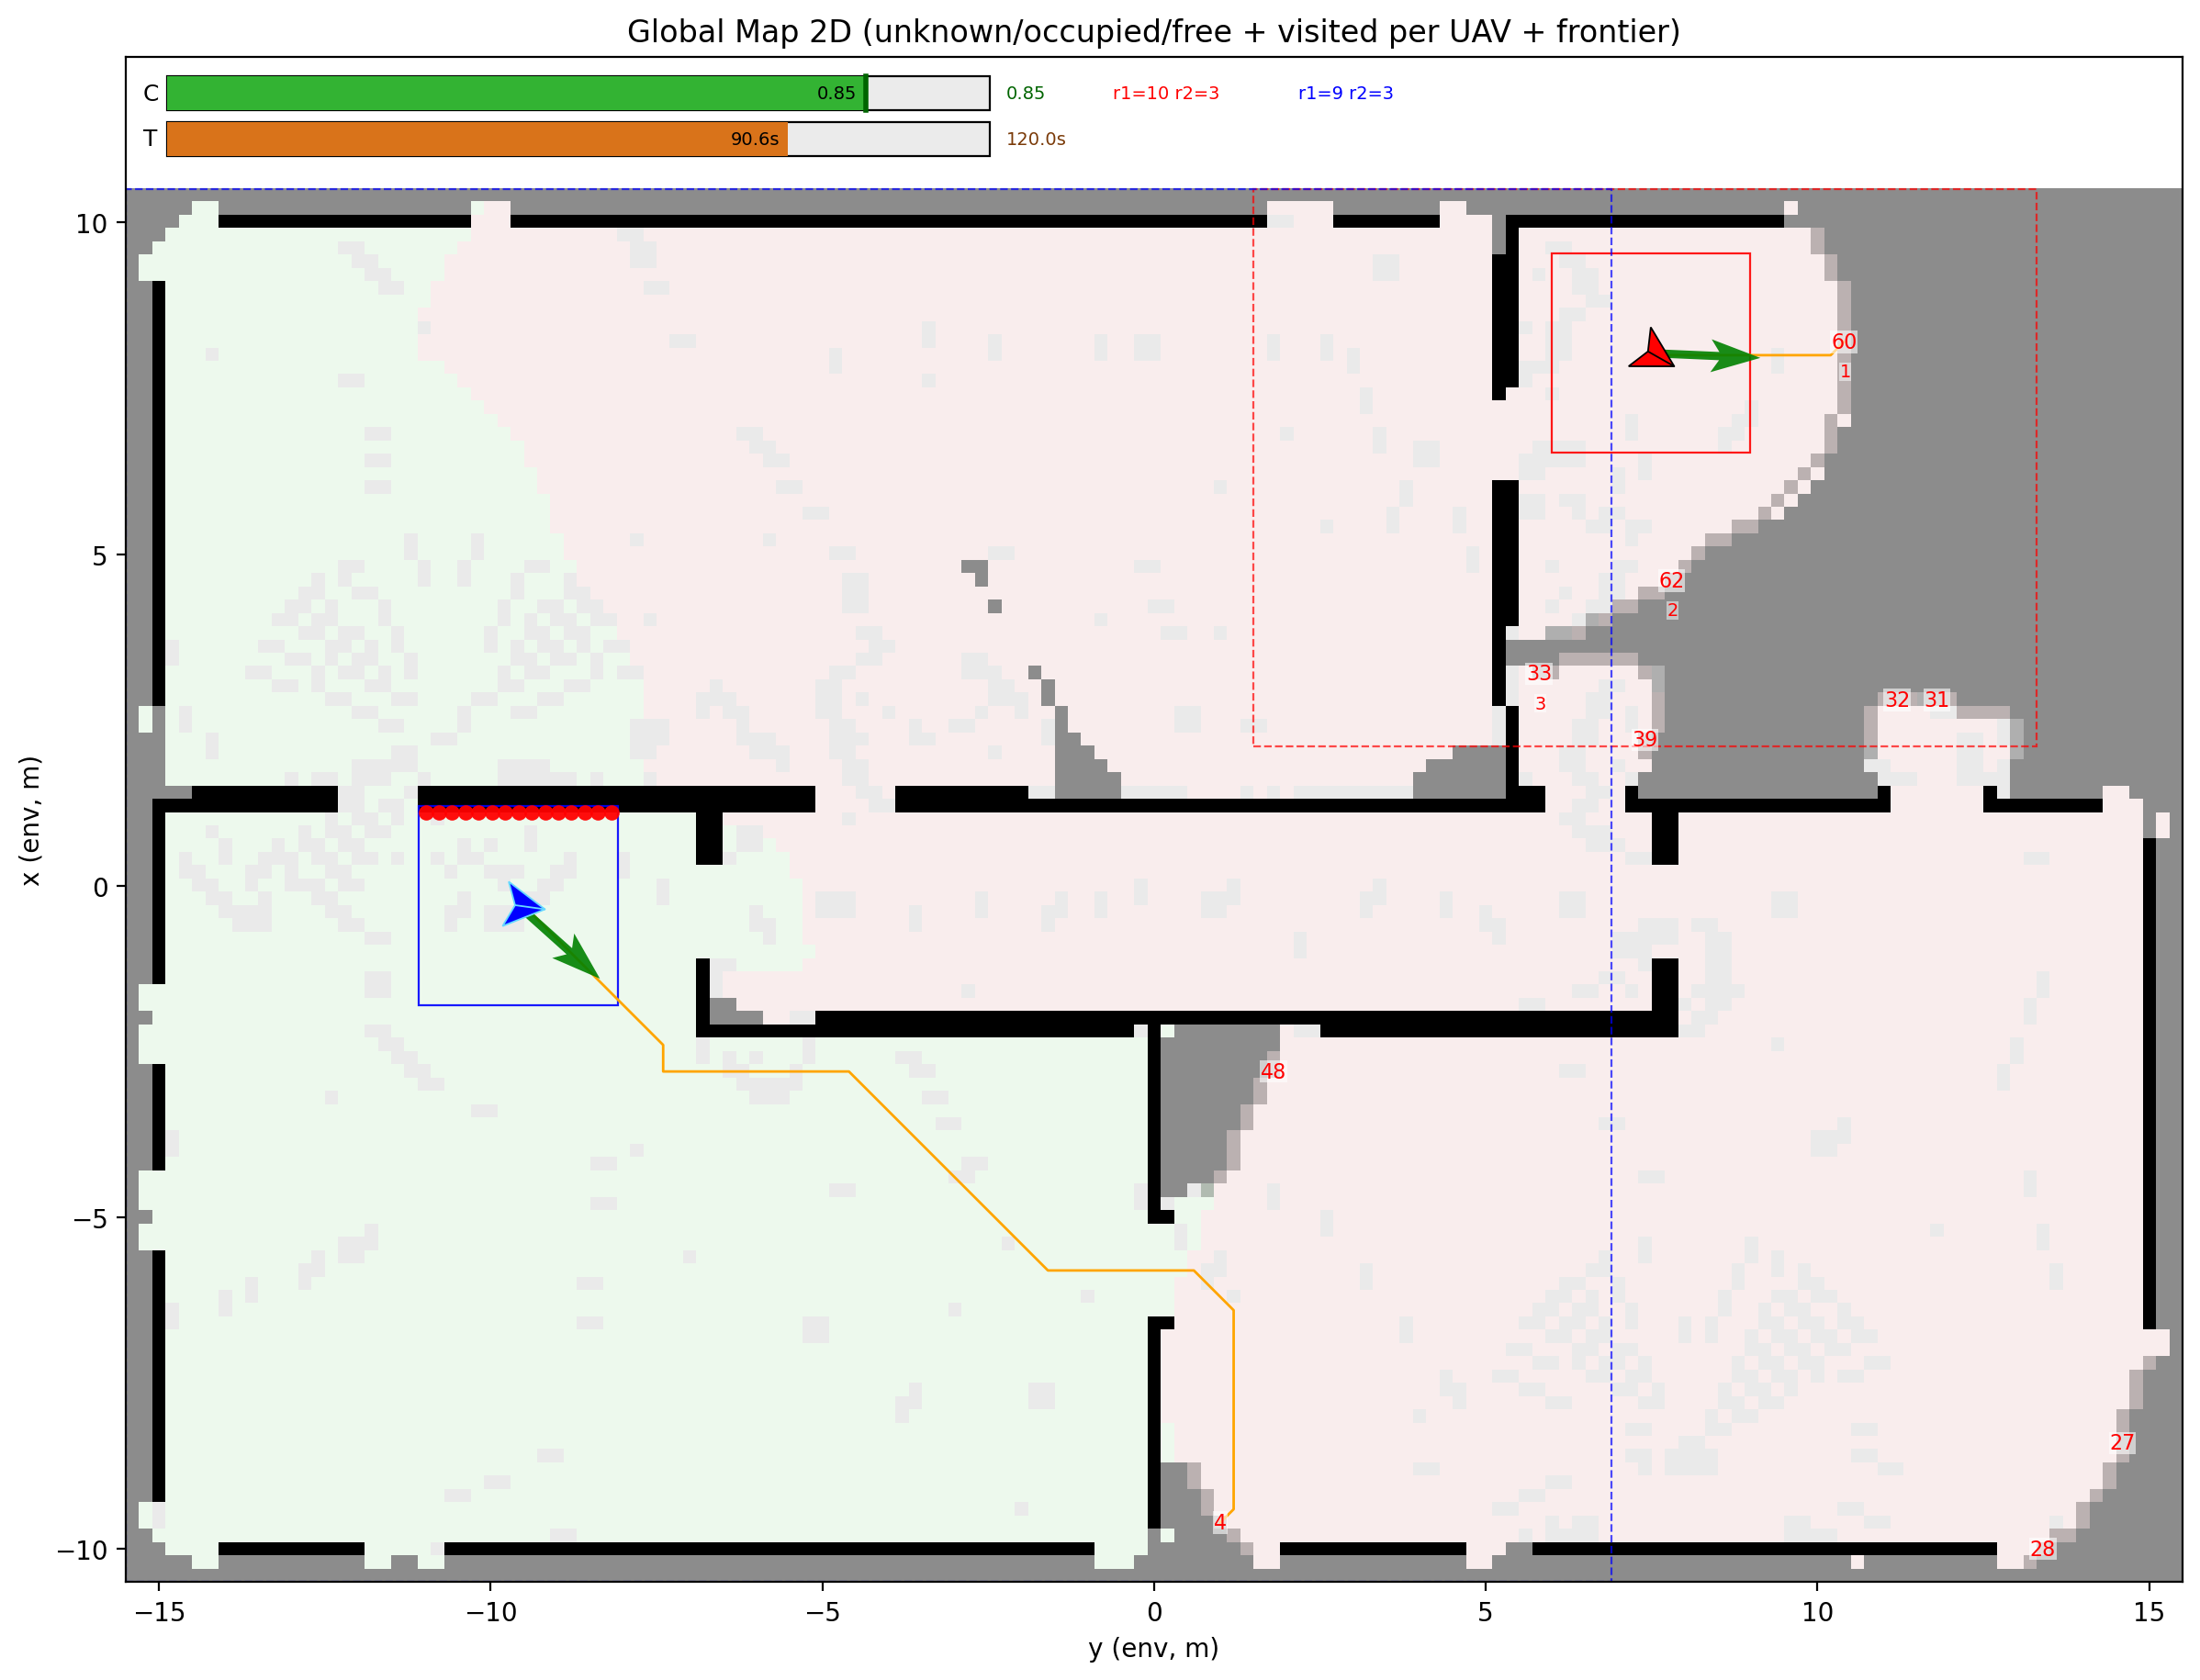 Global Map 2D (unknown/occupied/free + visited per UAV + frontier)
C 0.85 0.85 r1=10 r2=3 r1=9 r2=3
T 90.6s 120.0s
10
5
0
−5
−10
x (env, m)
60
1
62
2
33
3
32 31
39
48
27
4
28
−15 −10 −5 0 5 10 15
y (env, m)